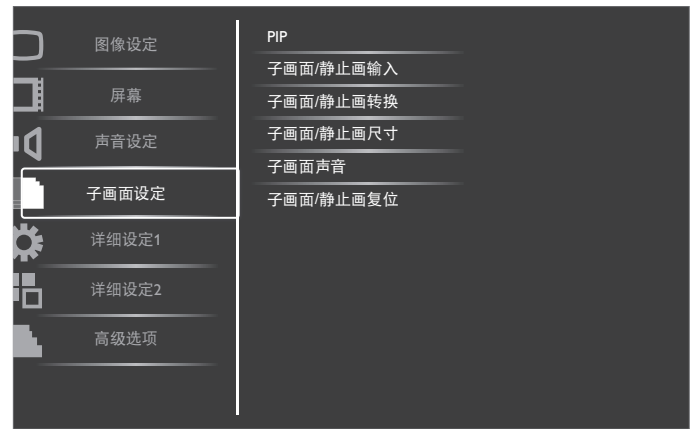 图像设定
屏幕
声音设定
子画面设定
详细设定1
详细设定2
高级选项
PIP
子画面/静止画输入
子画面/静止画转换
子画面/静止画尺寸
子画面声音
子画面/静止画复位